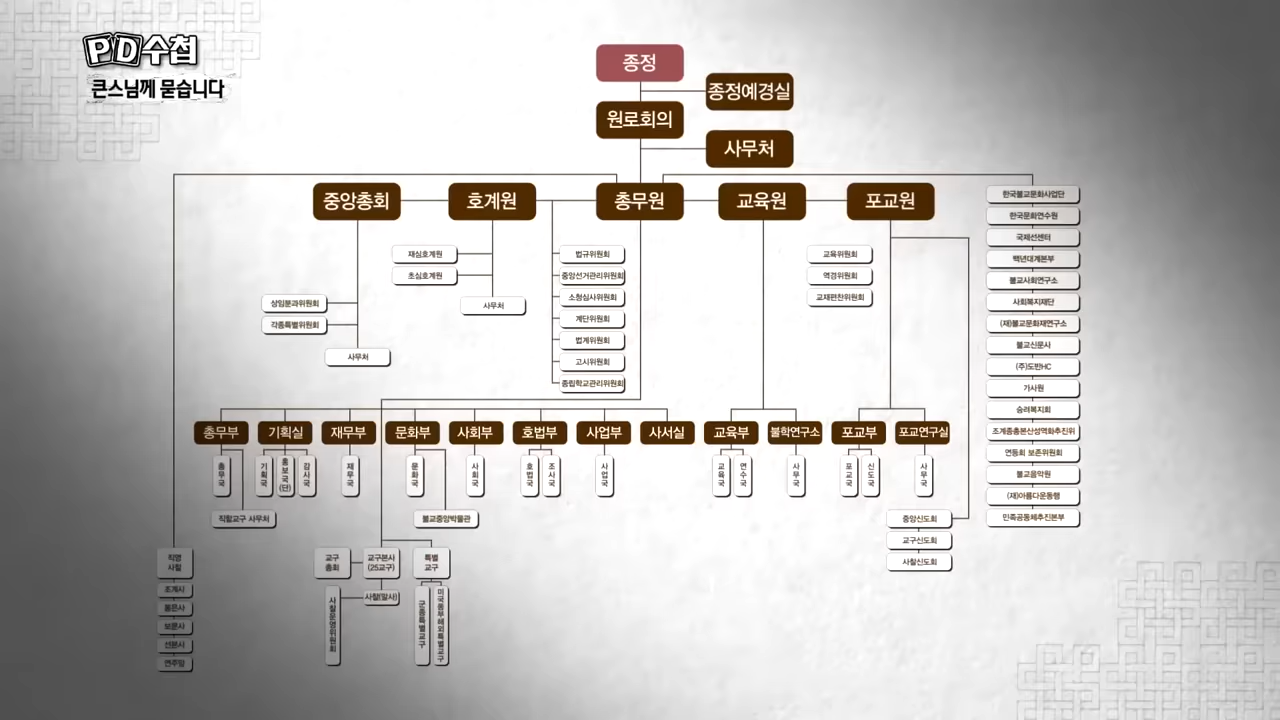 PD수첩
큰스님께 묻습니다
종정
종정예경실
원로회의
사무처
중앙총회
호계원
총무원
교육원
포교원
재심호계원
초심호계원
사무처
상임분과위원회
각종특별위원회
사무처
법규위원회
중앙선거관리위원회
소청심사위원회
계단위원회
법계위원회
고시위원회
종립학교관리위원회
교육위원회
역경위원회
교재편찬위원회
한국불교문화사업단
한국문화연수원
국제선센터
백년대계본부
불교사회연구소
사회복지재단
(재)불교문화재연구소
불교신문사
(주)도반HC
가사원
승려복지회
조계종총본산성역화추진위
연등회 보존위원회
불교음악원
(재)아름다운동행
민족공동체추진본부
총무부
기획실
재무부
문화부
사회부
호법부
사업부
사서실
교육부
불학연구소
포교부
포교연구실
총무국
기획국
홍보국(단)
감사국
재무국
문화국
사회국
호법국
조사국
사업국
교육국
연수국
사무국
포교국
신도국
사무국
직할교구 사무처
불교중앙박물관
중앙신도회
교구신도회
사찰신도회
직영
사찰
조계사
봉은사
보문사
선본사
연주암
교구
총회
교구본사
(25교구)
특별
교구
사찰(말사)
사찰운영위원회
군종특별교구
미국동부해외특별교구